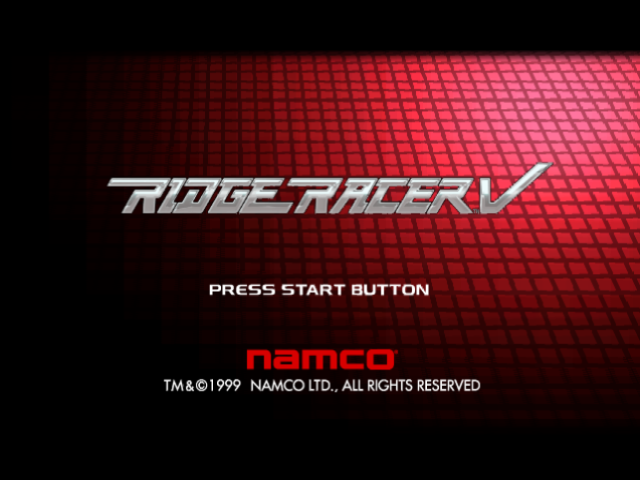 RIDGE RACER V
PRESS START BUTTON
namco
TM & ©1999 NAMCO LTD., ALL RIGHTS RESERVED